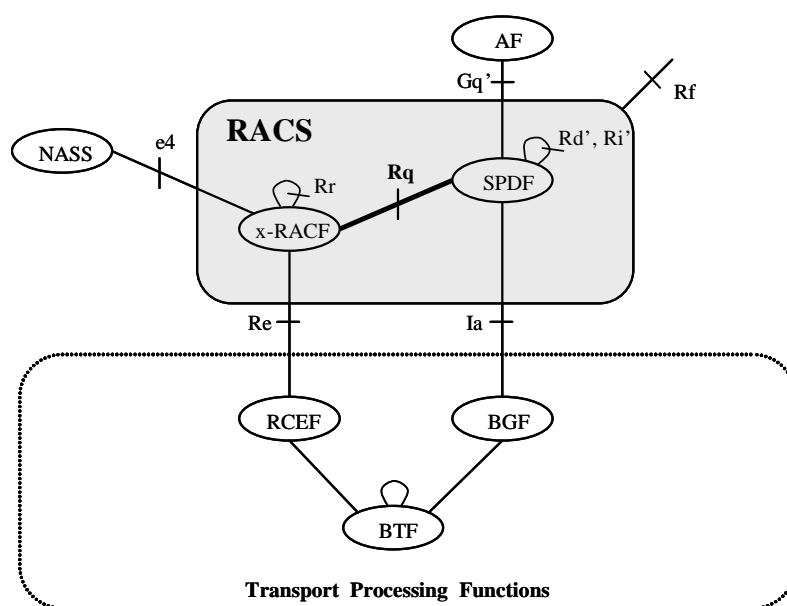 AF
Gq’
Rf
RACS
e4
NASS
Rd’, Ri’
Rq
Rr
SPDF
x-RACF
Re
Ia
RCEF
BGF
BTF
Transport Processing Functions